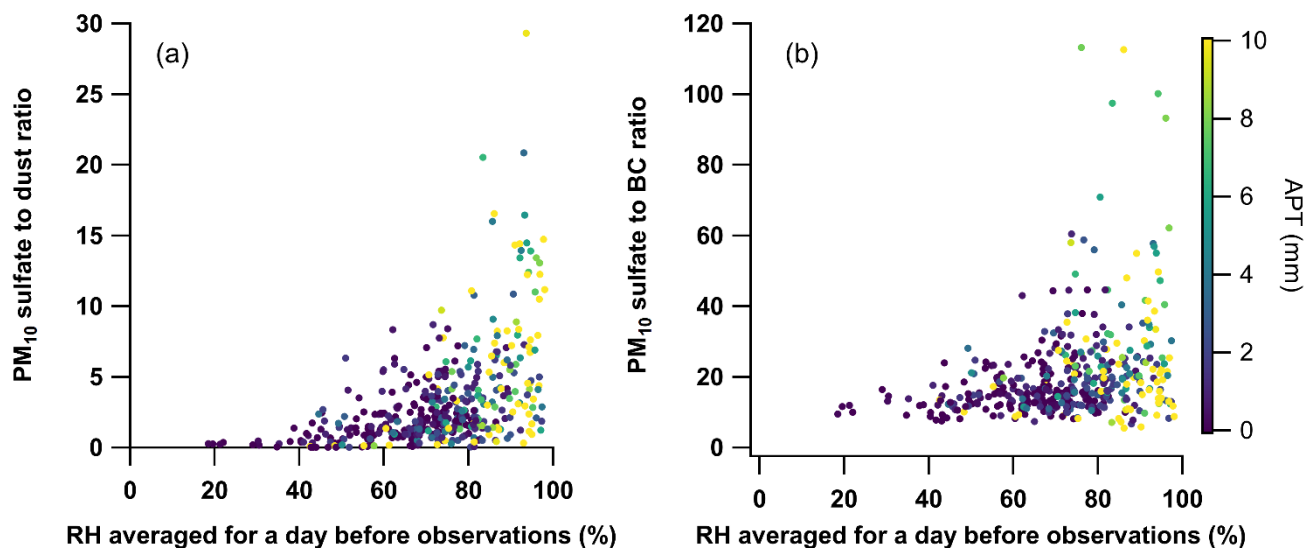 (a)
PM₁₀ sulfate to dust ratio
30
25
20
15
10
5
0
0 20 40 60 80 100
RH averaged for a day before observations (%)
(b)
PM₁₀ sulfate to BC ratio
120
100
80
60
40
20
0
0 20 40 60 80 100
RH averaged for a day before observations (%)
10
8
6
4
2
0
APT (mm)